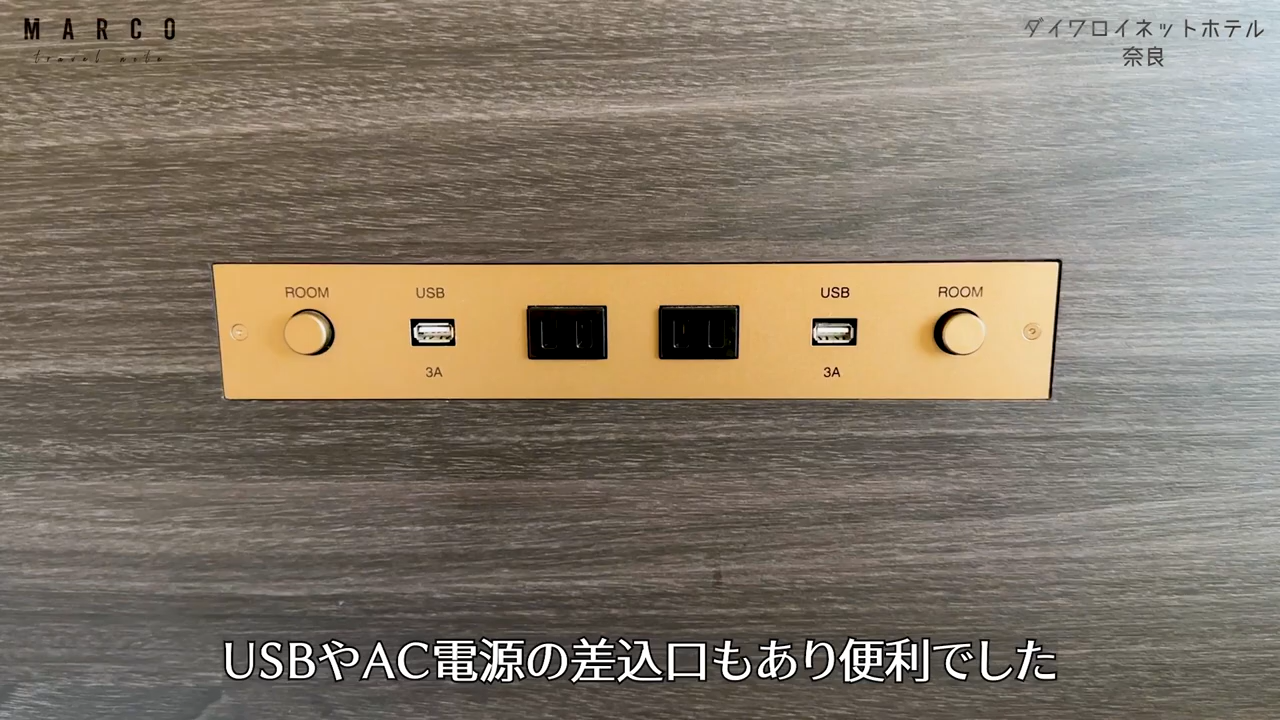 MARCO
travel note
ダイワロイネットホテル
奈良
ROOM USB USB ROOM
3A 3A
USBやAC電源の差込口もあり便利でした